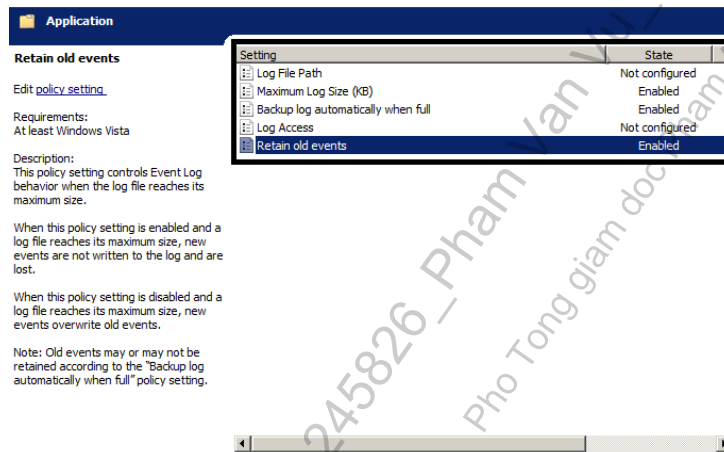 Application
Retain old events
Edit policy setting
Requirements:
At least Windows Vista
Description:
This policy setting controls Event Log
behavior when the log file reaches its
maximum size.
When this policy setting is enabled and a
log file reaches its maximum size, new
events are not written to the log and are
lost.
When this policy setting is disabled and a
log file reaches its maximum size, new
events overwrite old events.
Note: Old events may or may not be
retained according to the "Backup log
automatically when full" policy setting.
Setting State
Log File Path Not configured
Maximum Log Size (KB) Enabled
Backup log automatically when full Enabled
Log Access Not configured
Retain old events Enabled
245826_Pham Van Vu_
Pho Tong giam doc Pham